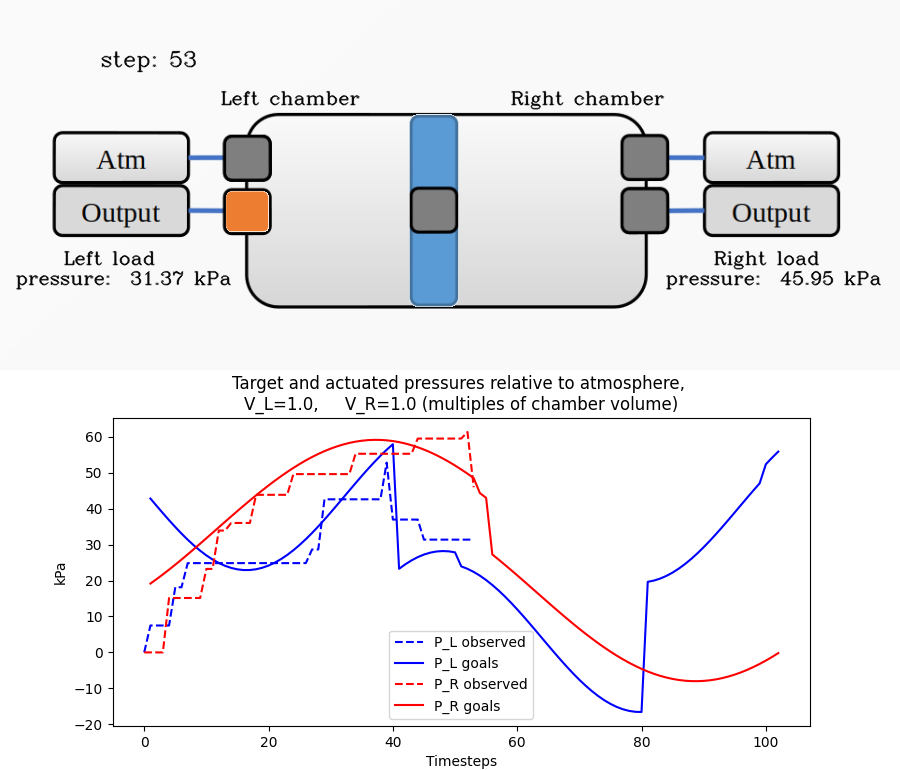 step: 53
Left chamber
Right chamber
Atm
Atm
Output
Output
Left load
pressure: 31.37 kPa
Right load
pressure: 45.95 kPa
Target and actuated pressures relative to atmosphere,
V_L=1.0, V_R=1.0 (multiples of chamber volume)
kPa
60
50
40
30
20
10
0
−10
−20
P_L observed
P_L goals
P_R observed
P_R goals
0 20 40 60 80 100
Timesteps